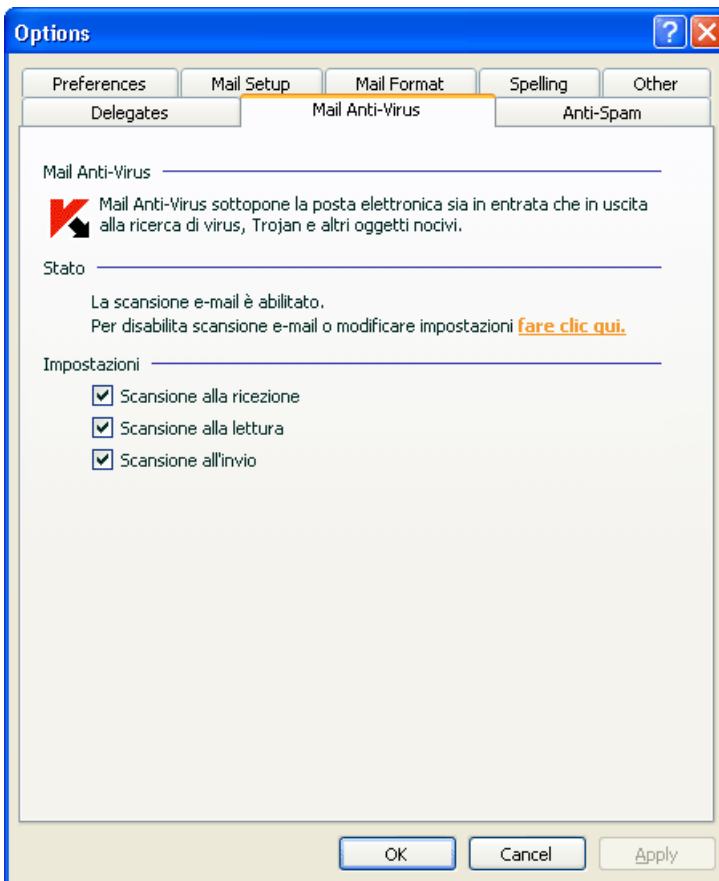 Options
Preferences Mail Setup Mail Format Spelling Other
Delegates Mail Anti-Virus Anti-Spam
Mail Anti-Virus
Mail Anti-Virus sottopone la posta elettronica sia in entrata che in uscita
alla ricerca di virus, Trojan e altri oggetti nocivi.
Stato
La scansione e-mail è abilitato.
Per disabilita scansione e-mail o modificare impostazioni fare clic qui.
Impostazioni
Scansione alla ricezione
Scansione alla lettura
Scansione all'invio
OK Cancel Apply